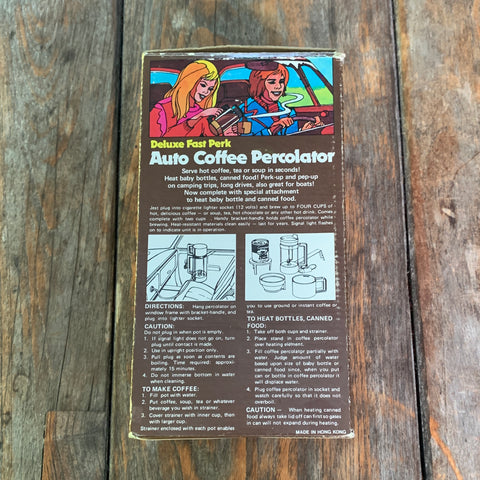 Deluxe Fast Perk
Auto Coffee Percolator
Serve hot coffee, tea or soup in seconds!
Heat baby bottles, canned food! Perk-up and pep-up
on camping trips, long drives, also great for boats!
Now complete with special attachment
to heat baby bottle and canned food.
Just plug into cigarette lighter socket (12 volts) and brew up to FOUR CUPS of
hot, delicious coffee — or soup, tea, hot chocolate or any other hot drink. Comes
complete with two cups. Handy bracket-handle holds coffee percolator while
brewing. Heat-resistant materials clean easily — last for years. Signal light flashes
on to indicate unit is in operation.
DIRECTIONS: Hang percolator on
window frame with bracket-handle, and
plug into lighter socket.
CAUTION:
Do not plug in when pot is empty.
1. If signal light does not go on, turn
plug until contact is made.
2. Use in upright position only.
3. Pull plug as soon as contents are
boiling. Time required: approxi-
mately 15 minutes.
4. Do not immerse bottom in water
when cleaning.
TO MAKE COFFEE:
1. Fill pot with water.
2. Put coffee, soup, tea or whatever
beverage you wish in strainer.
3. Cover strainer with inner cup, then
with larger cup.
Strainer enclosed with each pot enables
you to use ground or instant coffee or
tea.
TO HEAT BOTTLES, CANNED
FOOD:
1. Take off both cups and strainer.
2. Place stand in coffee percolator
over heating element.
3. Fill coffee percolator partially with
water. Judge amount of water
based upon size of baby bottle or
canned food since, when you put
can or bottle in coffee percolator it
will displace water.
4. Plug coffee percolator in socket and
watch carefully so that it does not
overboil.
CAUTION — When heating canned
food always take lid off can first so gates
in can will not expand during heating.
MADE IN HONG KONG